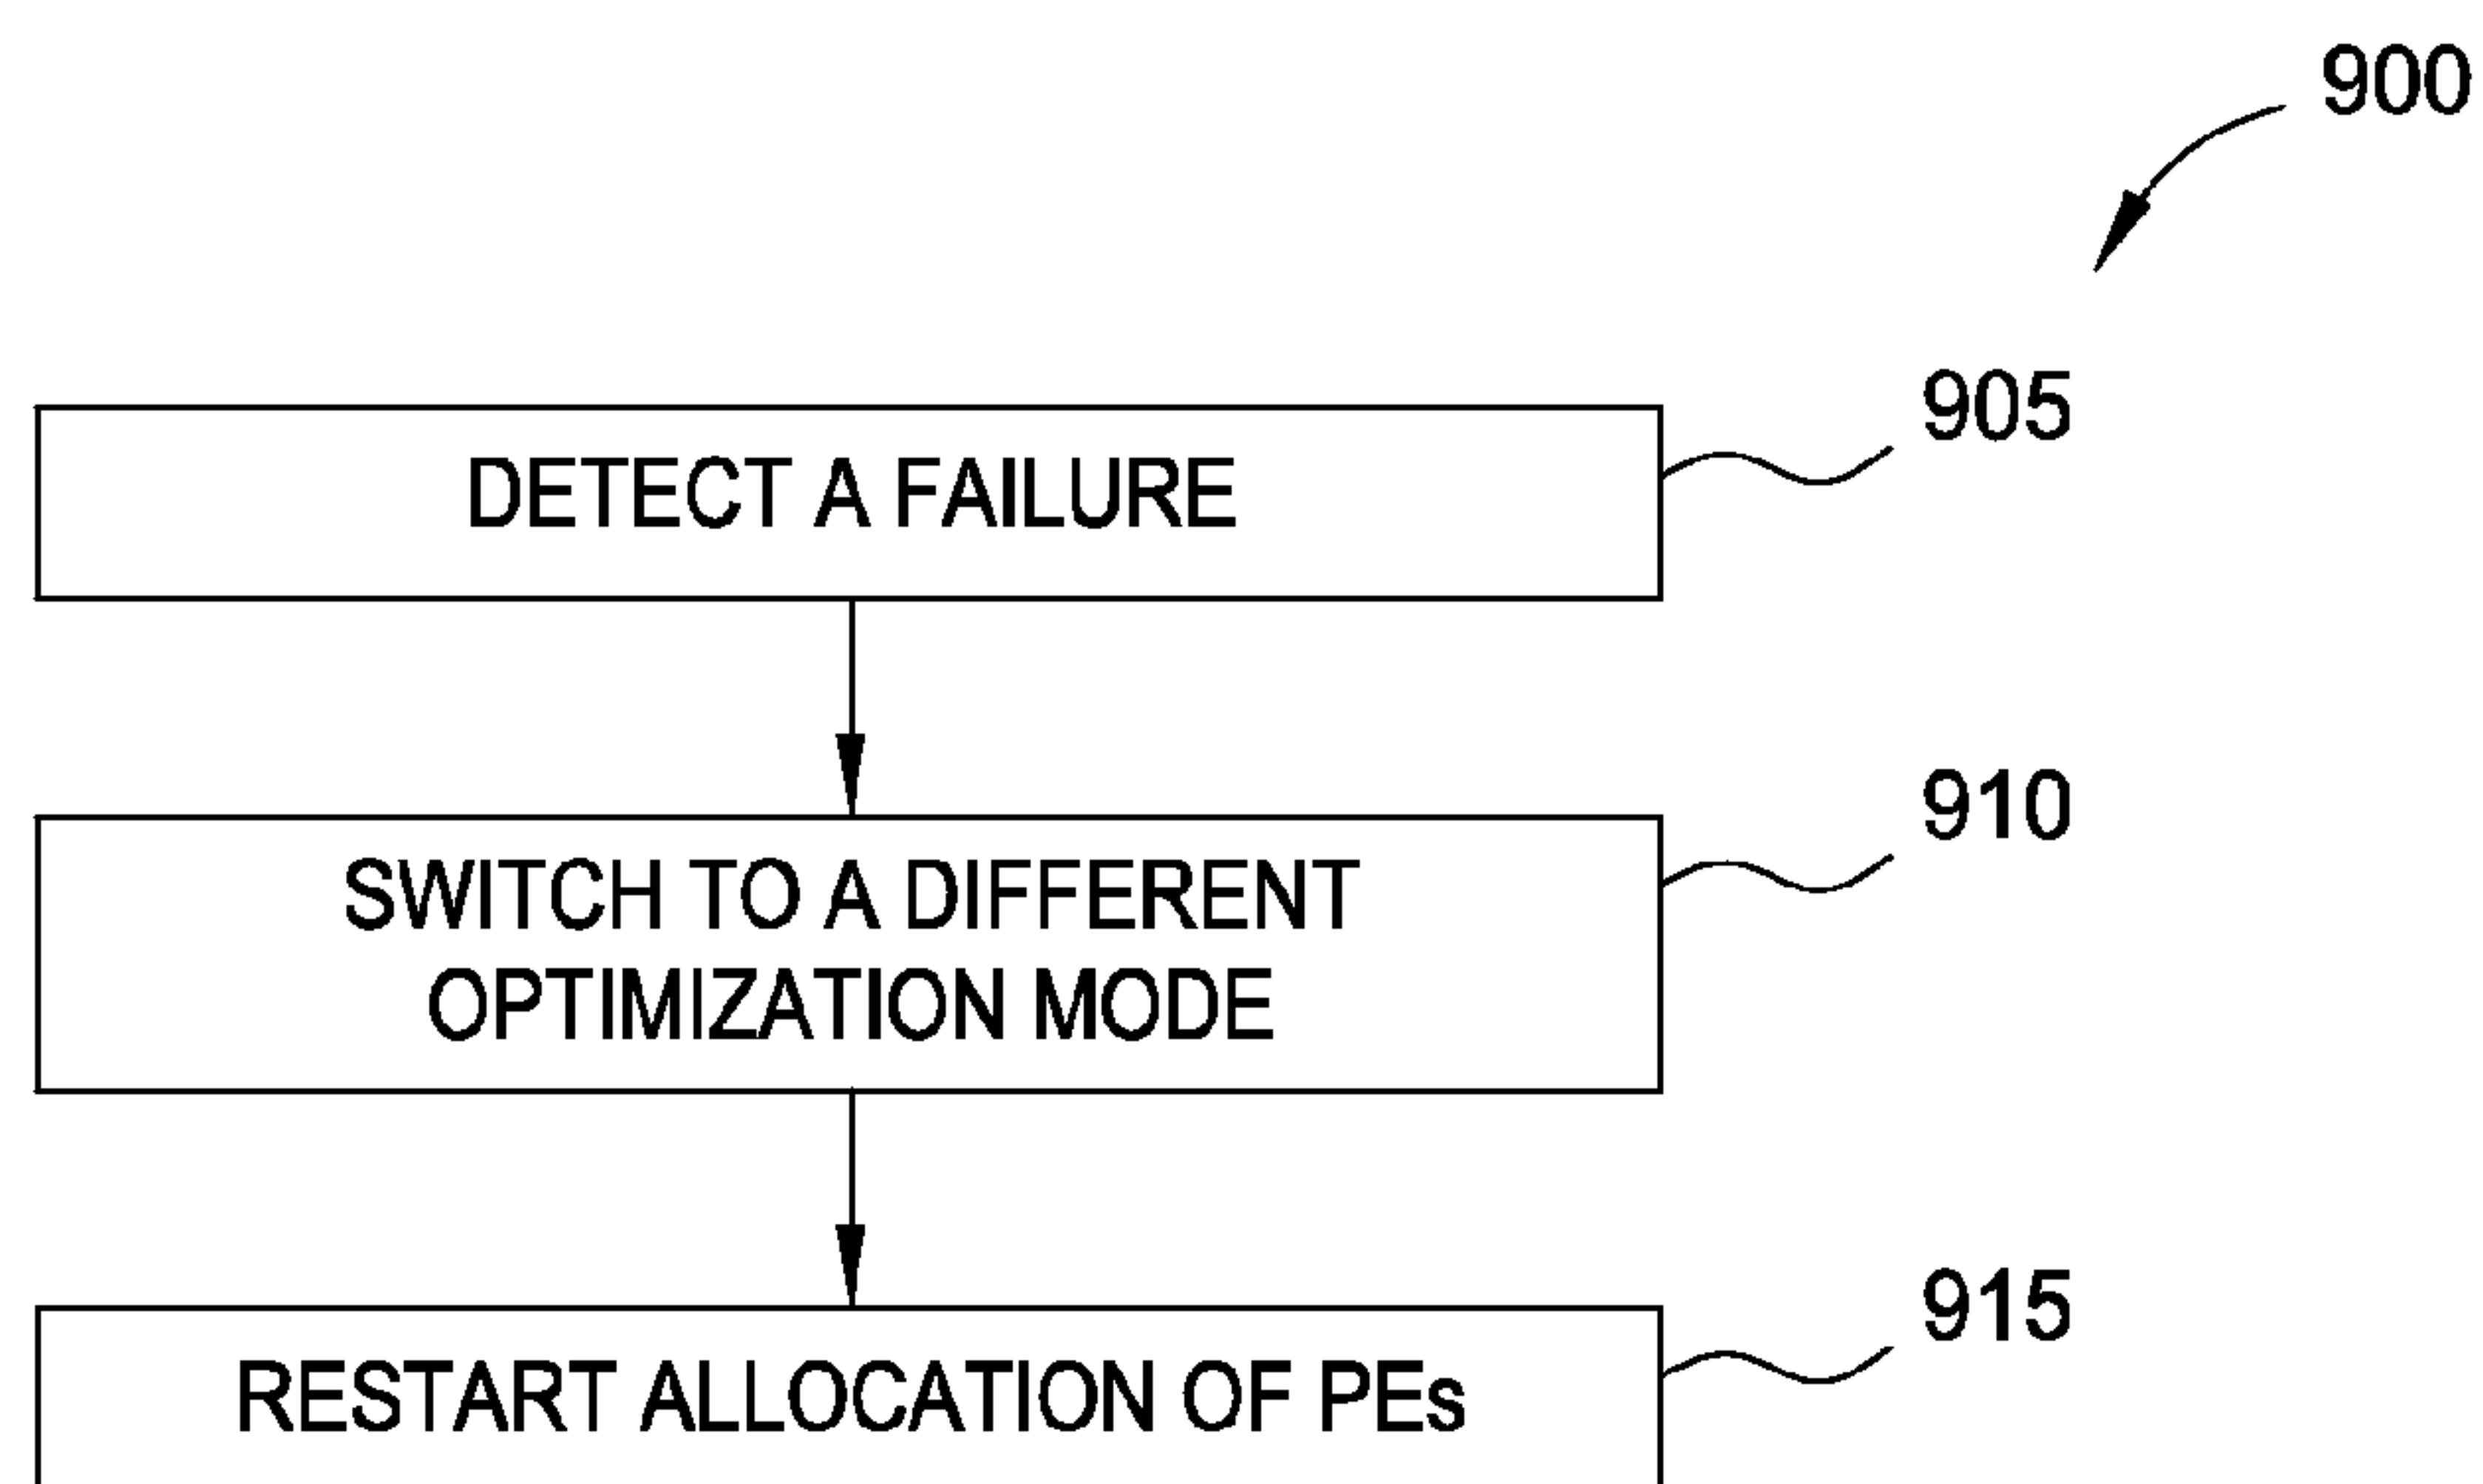 900
905
DETECT A FAILURE
910
SWITCH TO A DIFFERENT
OPTIMIZATION MODE
915
RESTART ALLOCATION OF PEs